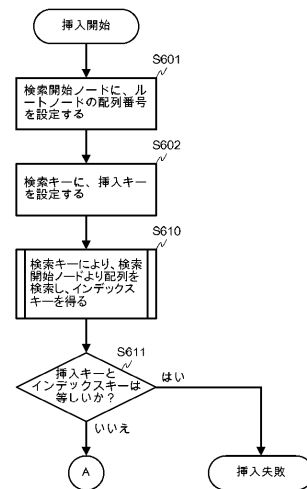 挿入開始
S601
検索開始ノードに、ル
ートノードの配列番号
を設定する
S602
検索キーに、挿入キー
を設定する
S610
検索キーにより、検索
開始ノードより配列を
検索し、インデックス
キーを得る
S611
挿入キーと
インデックスキーは
等しいか？
はい
いいえ
A
挿入失敗